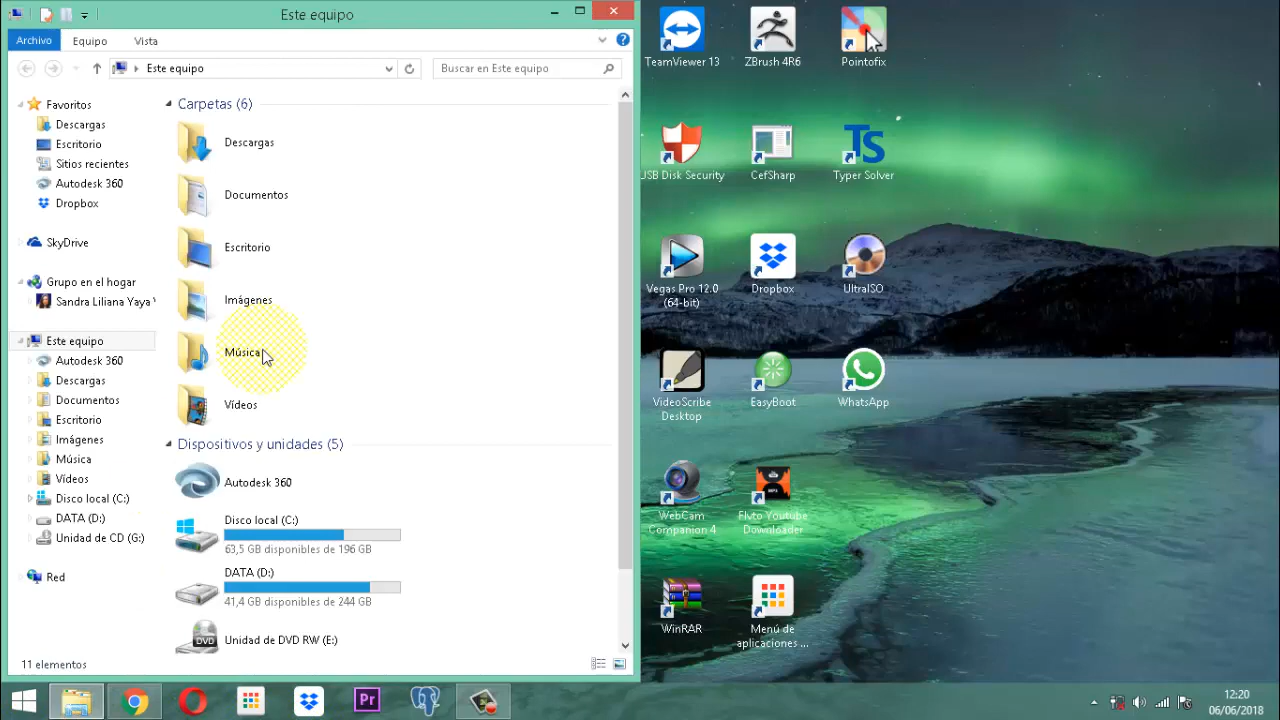 Este equipo
Archivo
Equipo
Vista
Este equipo
Buscar en Este equipo
Favoritos
Descargas
Escritorio
Sitios recientes
Autodesk 360
Dropbox
SkyDrive
Grupo en el hogar
Sandra Liliana Yaya
Este equipo
Autodesk 360
Descargas
Documentos
Escritorio
Imágenes
Música
Vídeos
Disco local (C:)
DATA (D:)
Unidad de CD (G:)
Red
Carpetas (6)
Descargas
Documentos
Escritorio
Imágenes
Música
Vídeos
Dispositivos y unidades (5)
Autodesk 360
Disco local (C:)
63,5 GB disponibles de 196 GB
DATA (D:)
41,4 GB disponibles de 244 GB
DVD
Unidad de DVD RW (E:)
11 elementos
TeamViewer 13
ZBrush 4R6
Pointofix
USB Disk Security
CefSharp
TS
Typer Solver
Vegas Pro 12.0
(64-bit)
Dropbox
UltraISO
VideoScribe
Desktop
EasyBoot
WhatsApp
WebCam
Companion 4
Flvto Youtube
Downloader
WinRAR
Menú de
aplicaciones ...
Pr
12:20
06/06/2018